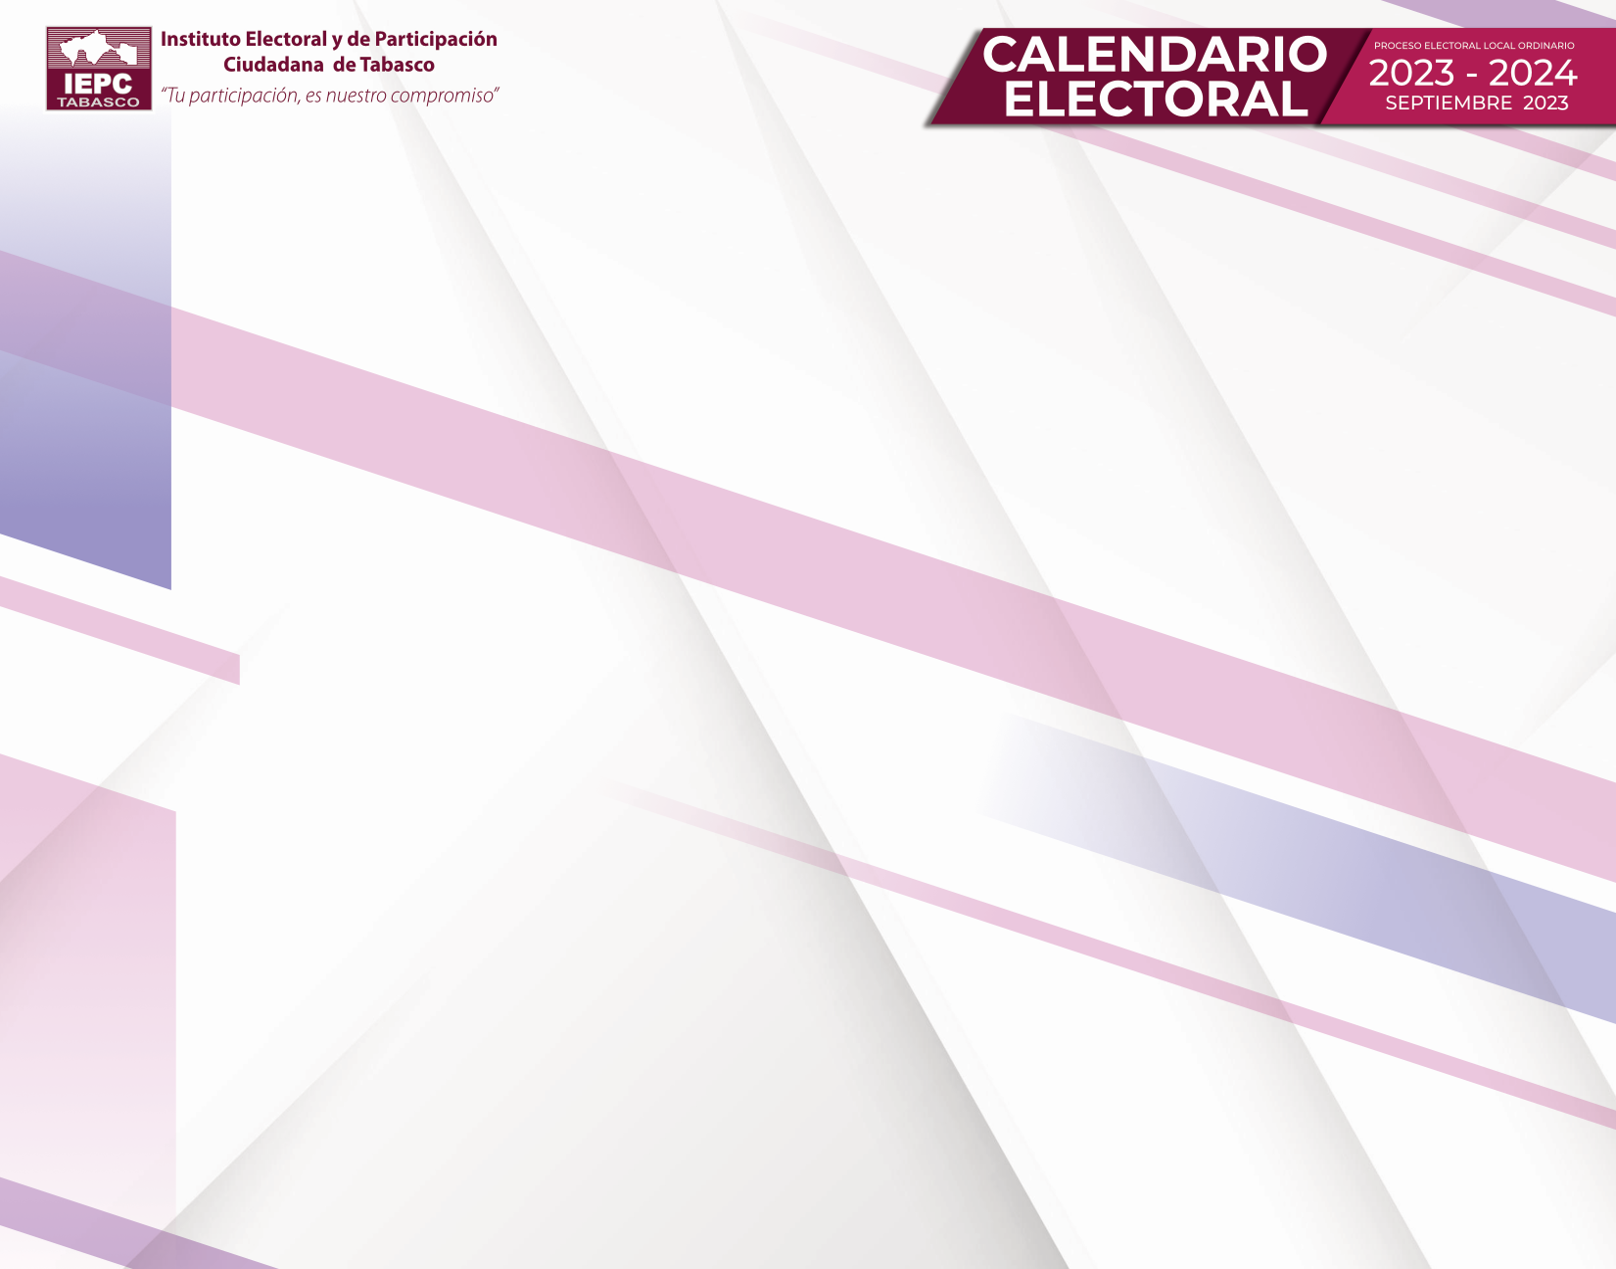 IEPC
TABASCO
Instituto Electoral y de Participación
Ciudadana de Tabasco
“Tu participación, es nuestro compromiso”
CALENDARIO
ELECTORAL
PROCESO ELECTORAL LOCAL ORDINARIO
2023 - 2024
SEPTIEMBRE 2023